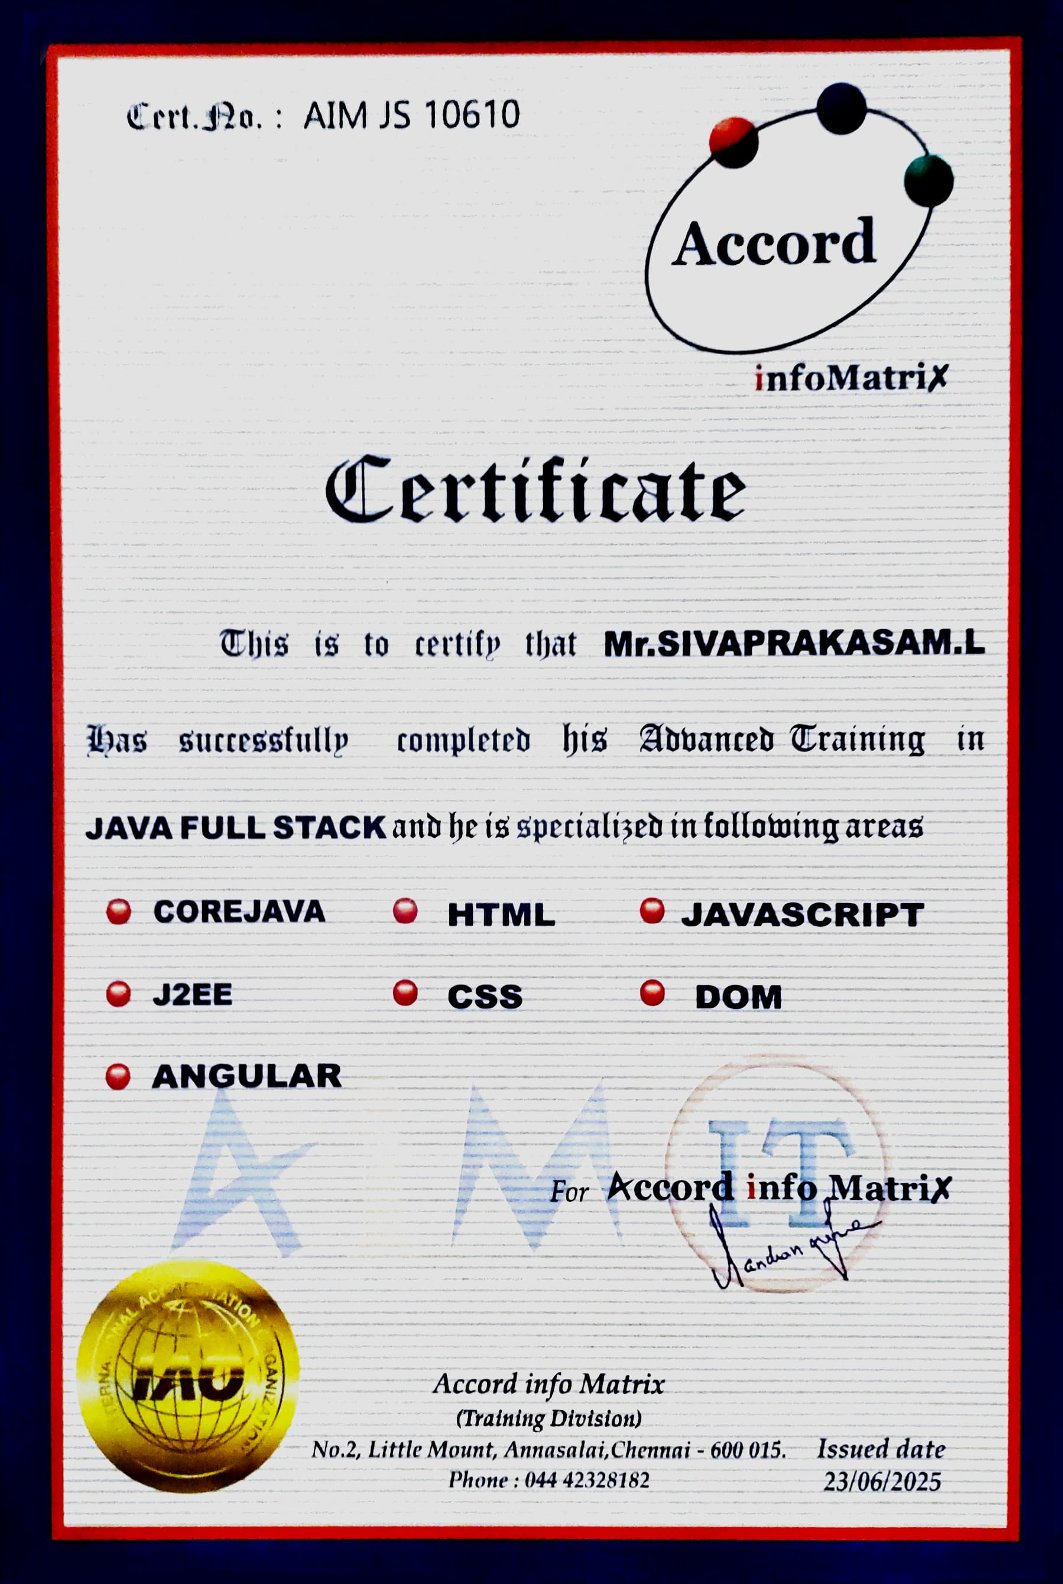 Cert.No. : AIM JS 10610
Accord
infoMatriX
Certificate
This is to certify that Mr.SIVAPRAKASAM.L
Has successfully completed his Advanced Training in
JAVA FULL STACK and he is specialized in following areas
COREJAVA HTML JAVASCRIPT
J2EE CSS DOM
ANGULAR
A M IT
For Accord info MatriX
IAO
Accord info Matrix
(Training Division)
No.2, Little Mount, Annasalai,Chennai - 600 015.
Phone : 044 42328182
Issued date
23/06/2025